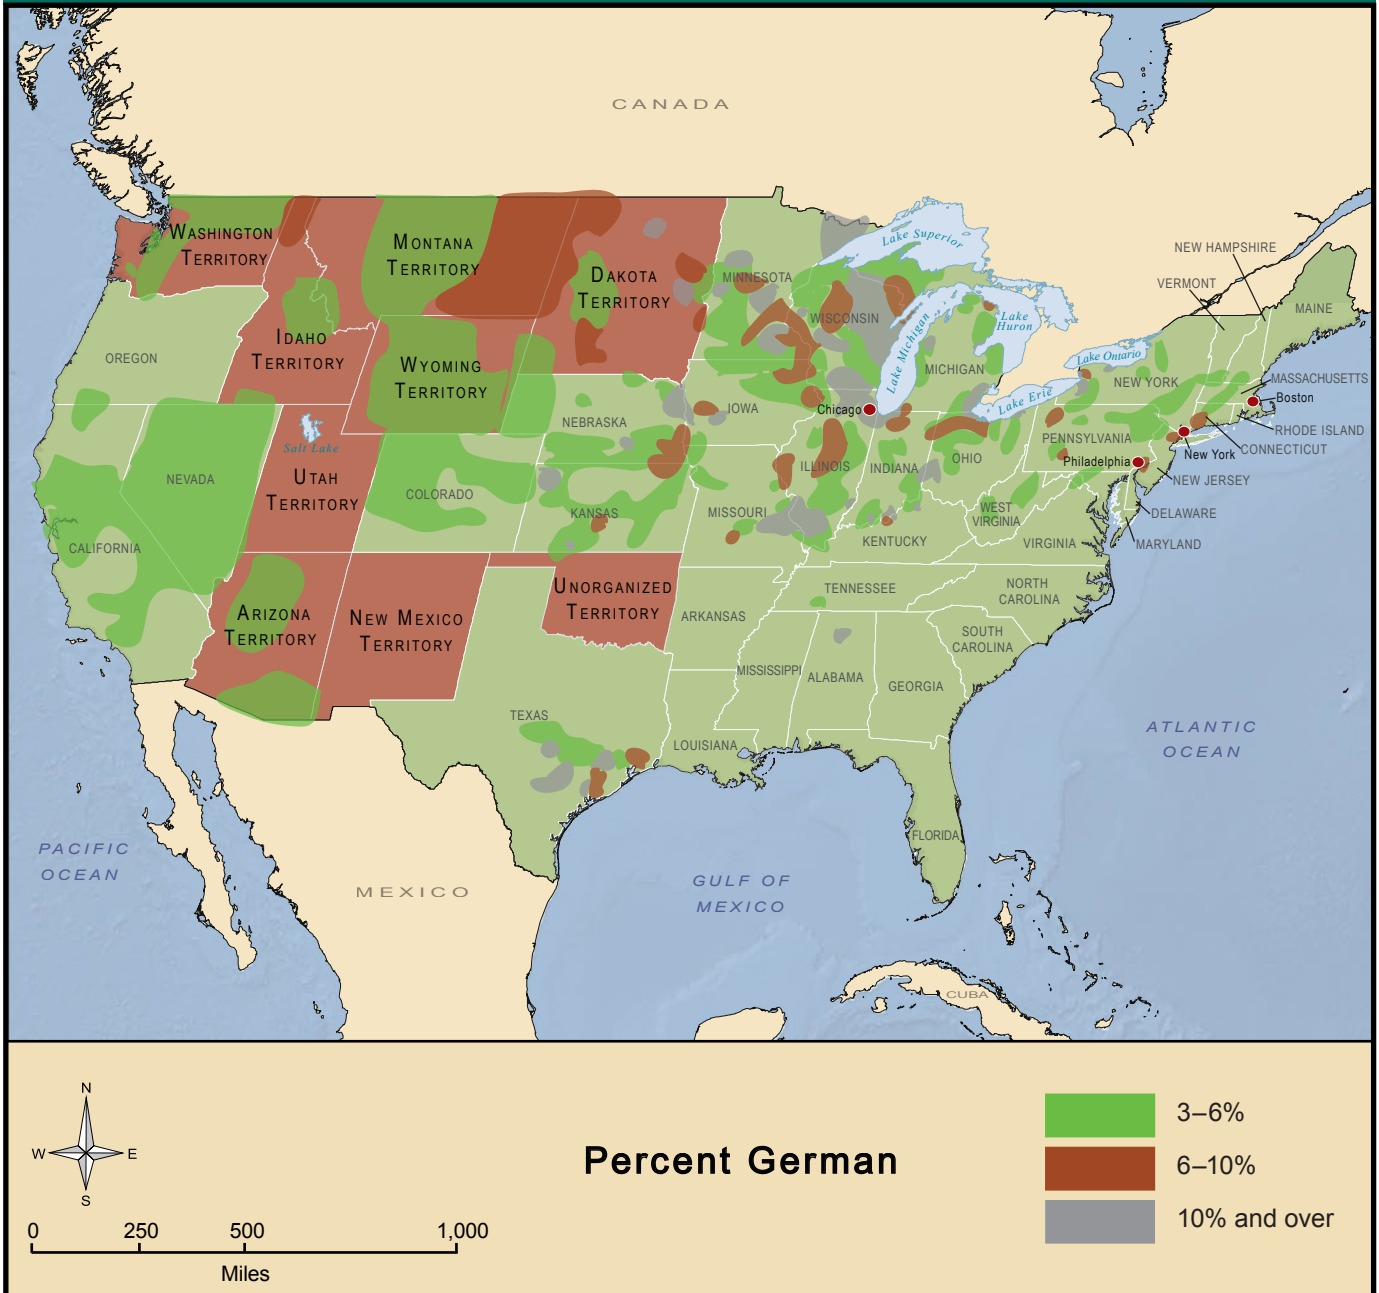 CANADA
WASHINGTON
TERRITORY
MONTANA
TERRITORY
DAKOTA
TERRITORY
MINNESOTA
Lake Superior
NEW HAMPSHIRE
VERMONT
MAINE
WISCONSIN
Lake
Huron
Lake Michigan
OREGON
IDAHO
TERRITORY
WYOMING
TERRITORY
MICHIGAN
Lake Ontario
NEW YORK
MASSACHUSETTS
Boston
Lake Erie
Chicago
IOWA
NEBRASKA
Salt Lake
PENNSYLVANIA
RHODE ISLAND
CONNECTICUT
New York
Philadelphia
NEW JERSEY
NEVADA
UTAH
TERRITORY
COLORADO
ILLINOIS
INDIANA
OHIO
KANSAS
MISSOURI
WEST
VIRGINIA
DELAWARE
CALIFORNIA
KENTUCKY
VIRGINIA
MARYLAND
ARIZONA
TERRITORY
NEW MEXICO
TERRITORY
UNORGANIZED
TERRITORY
ARKANSAS
TENNESSEE
NORTH
CAROLINA
SOUTH
CAROLINA
MISSISSIPPI
ALABAMA
GEORGIA
TEXAS
LOUISIANA
ATLANTIC
OCEAN
FLORIDA
PACIFIC
OCEAN
MEXICO
GULF OF
MEXICO
CUBA
N
W
E
S
0
250
500
1,000
Miles
Percent German
3–6%
6–10%
10% and over